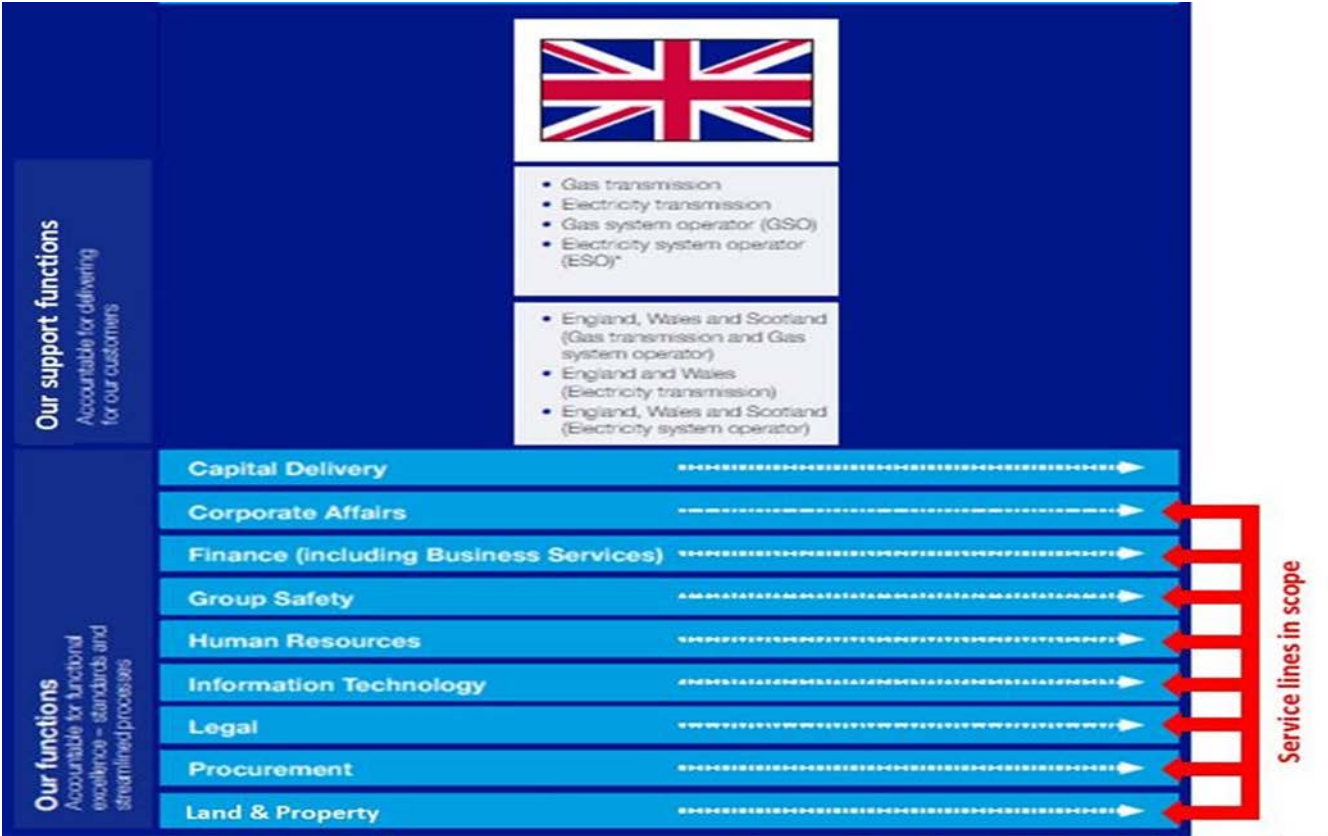 Our support functions
Accountable for delivering
for our customers
• Gas transmission
• Electricity transmission
• Gas system operator (GSO)
• Electricity system operator
(ESO)*
• England, Wales and Scotland
(Gas transmission and Gas
system operator)
• England and Wales
(Electricity transmission)
• England, Wales and Scotland
(Electricity system operator)
Our functions
Accountable for functional
excellence – standards and
streamlined processes
Capital Delivery
Corporate Affairs
Finance (including Business Services)
Group Safety
Human Resources
Information Technology
Legal
Procurement
Land & Property
Service lines in scope